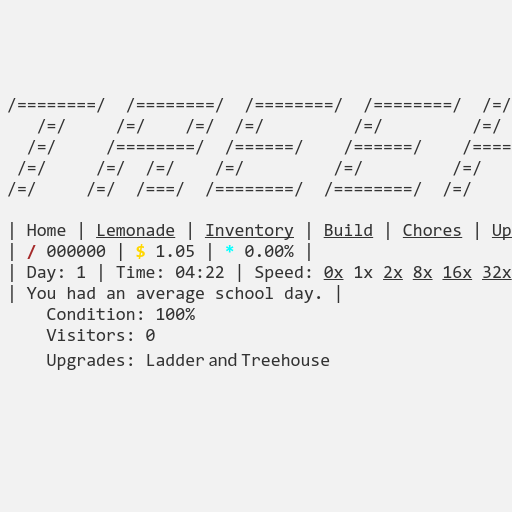 /========/  /========/  /========/  /========/  /=/
   /=/     /=/    /=/  /=/         /=/         /=/
  /=/     /========/  /======/    /======/    /====
 /=/     /=/  /=/    /=/         /=/         /=/
/=/     /=/  /===/  /========/  /========/  /=/
| Home | Lemonade | Inventory | Build | Chores | Up
| / 000000 | $ 1.05 | * 0.00% |
| Day: 1 | Time: 04:22 | Speed: 0x 1x 2x 8x 16x 32x
| You had an average school day. |
Condition: 100%
Visitors: 0
Upgrades: Ladder and Treehouse